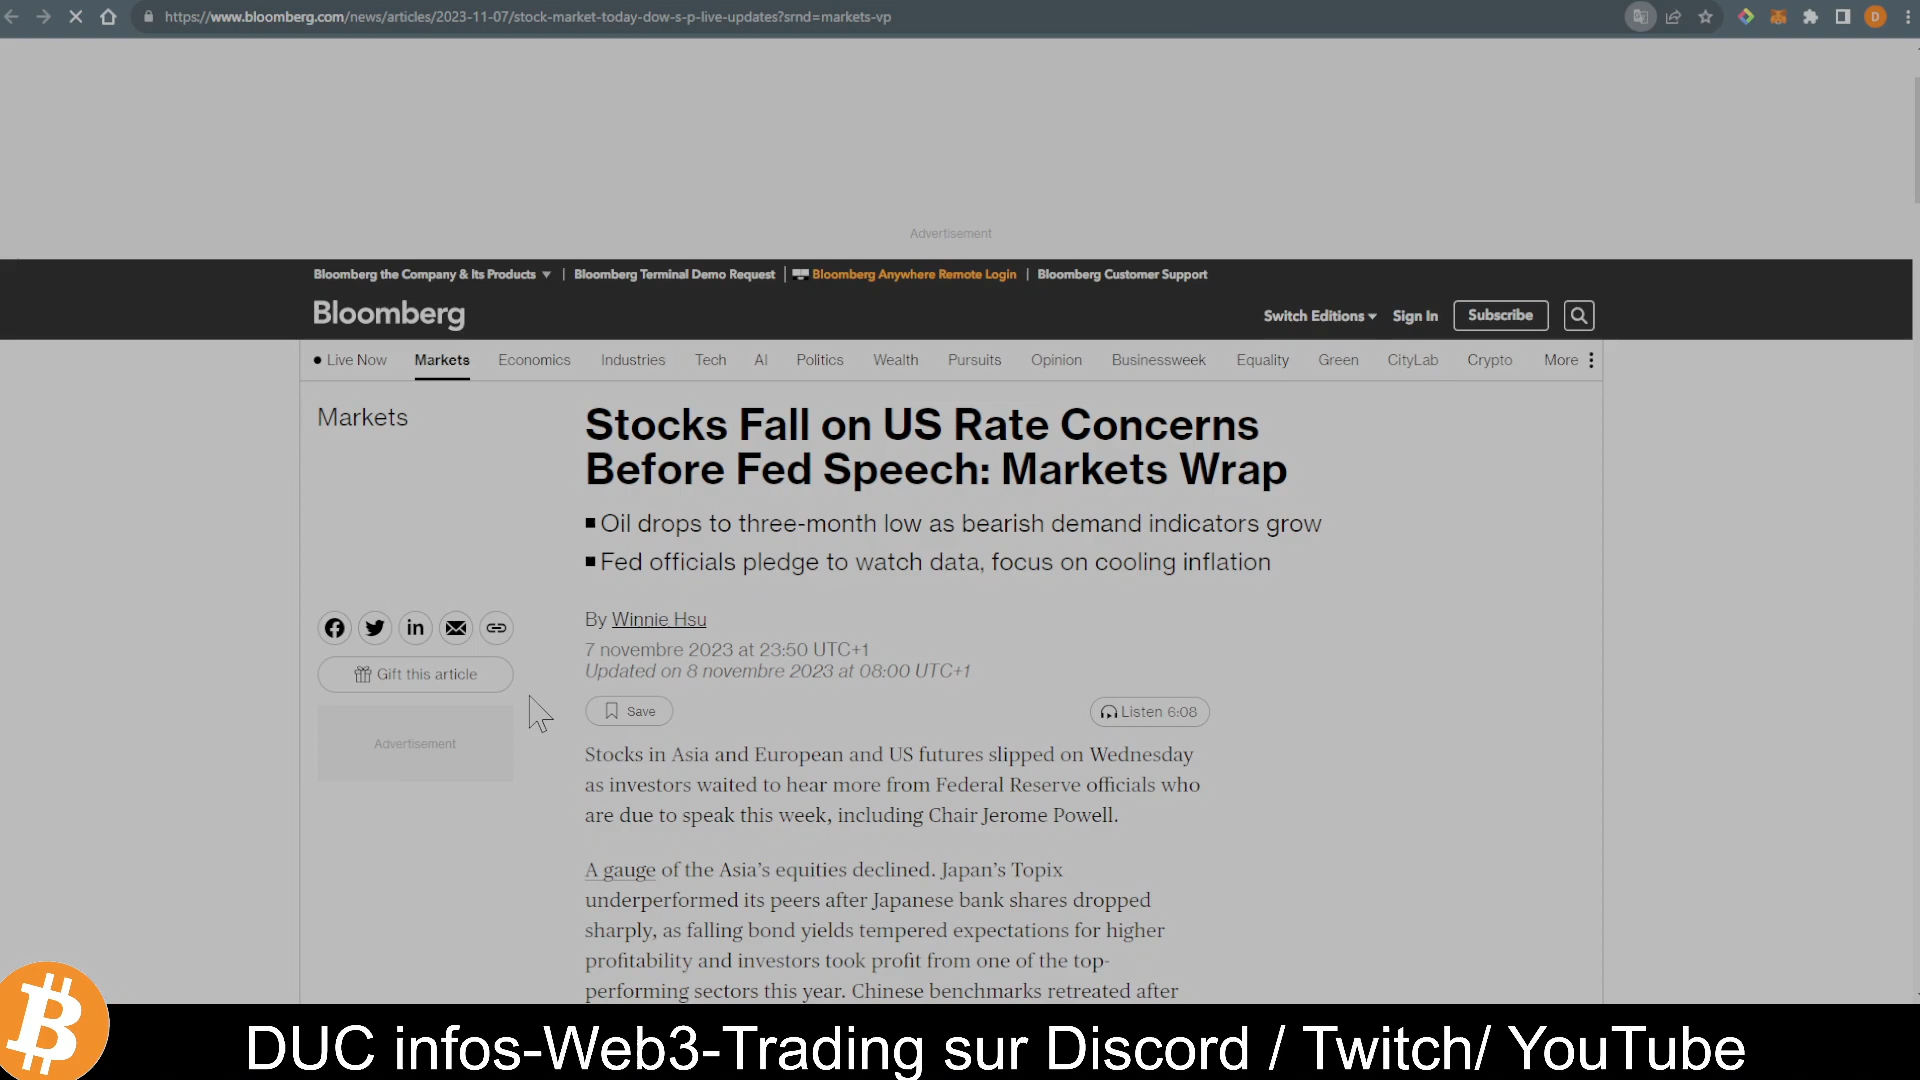 https://www.bloomberg.com/news/articles/2023-11-07/stock-market-today-dow-s-p-live-updates?srnd=markets-vp
D
Advertisement
Bloomberg the Company & Its Products | Bloomberg Terminal Demo Request | Bloomberg Anywhere Remote Login | Bloomberg Customer Support
Bloomberg
Switch Editions Sign In Subscribe
Live Now Markets Economics Industries Tech AI Politics Wealth Pursuits Opinion Businessweek Equality Green CityLab Crypto More
Markets
Stocks Fall on US Rate Concerns
Before Fed Speech: Markets Wrap
Oil drops to three-month low as bearish demand indicators grow
Fed officials pledge to watch data, focus on cooling inflation
By Winnie Hsu
7 novembre 2023 at 23:50 UTC+1
Updated on 8 novembre 2023 at 08:00 UTC+1
Gift this article
Save
Listen 6:08
Advertisement
Stocks in Asia and European and US futures slipped on Wednesday
as investors waited to hear more from Federal Reserve officials who
are due to speak this week, including Chair Jerome Powell.
A gauge of the Asia's equities declined. Japan's Topix
underperformed its peers after Japanese bank shares dropped
sharply, as falling bond yields tempered expectations for higher
profitability and investors took profit from one of the top-
performing sectors this year. Chinese benchmarks retreated after
DUC infos-Web3-Trading sur Discord / Twitch/ YouTube